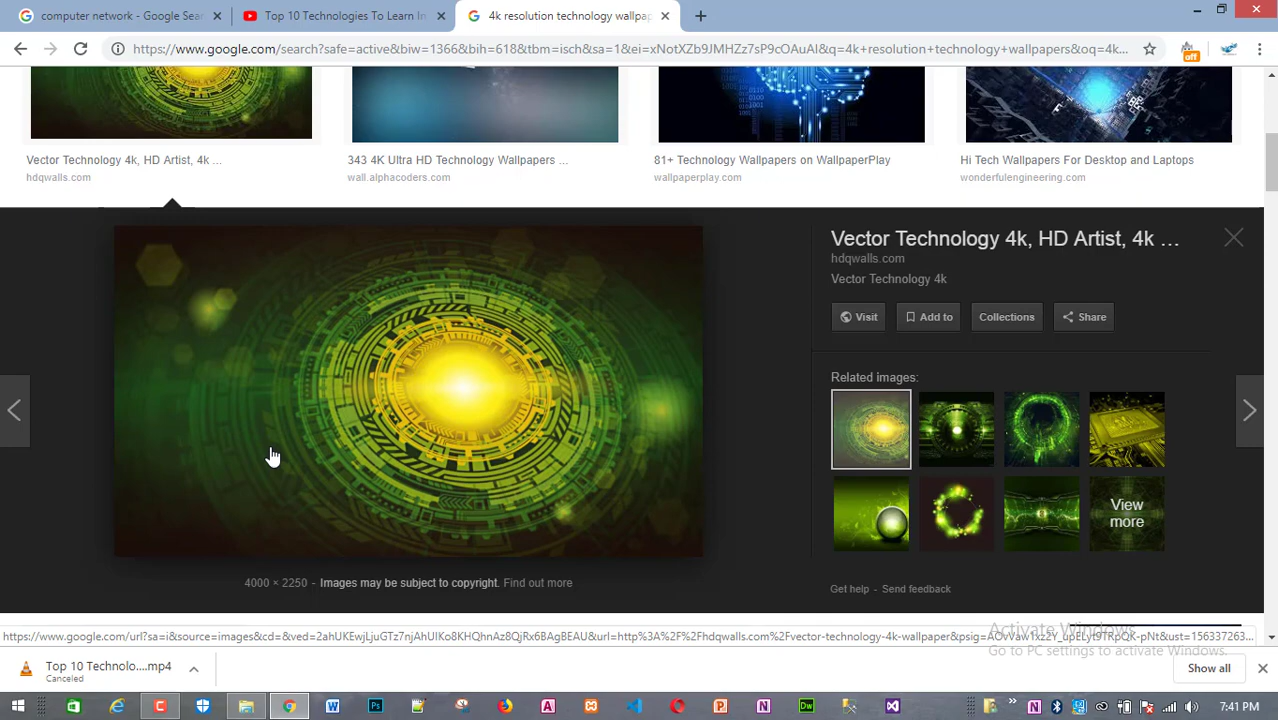 computer network - Google Sear
Top 10 Technologies To Learn In
4k resolution technology wallpap
https://www.google.com/search?safe=active&biw=1366&bih=618&tbm=isch&sa=1&ei=xNotXZb9JMHZz7sP9cOAuAI&q=4k+resolution+technology+wallpapers&oq=4k...
off
Vector Technology 4k, HD Artist, 4k ...
343 4K Ultra HD Technology Wallpapers ...
81+ Technology Wallpapers on WallpaperPlay
Hi Tech Wallpapers For Desktop and Laptops
hdqwalls.com
wall.alphacoders.com
wallpaperplay.com
wonderfulengineering.com
Vector Technology 4k, HD Artist, 4k ...
hdqwalls.com
Vector Technology 4k
Visit
Add to
Collections
Share
Related images:
View more
4000 × 2250 - Images may be subject to copyright. Find out more
Get help - Send feedback
Activate Windows
Go to PC settings to activate Windows.
Top 10 Technolo....mp4
Canceled
Show all
7:41 PM